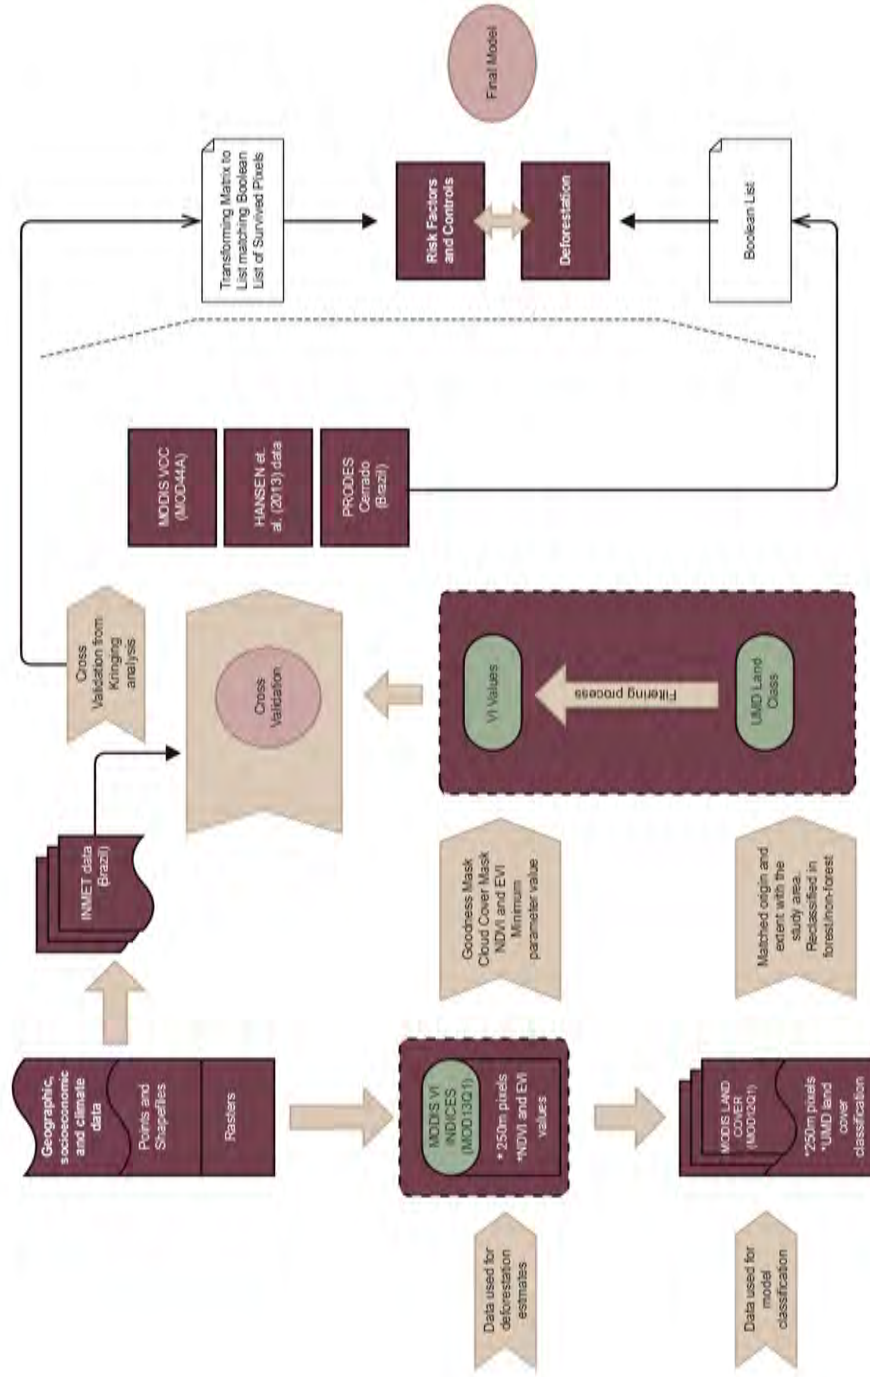 Geographic,
socioeconomic
and climate
data
Points and
Shapefiles
Rasters
INMET data
(Brazil)
Cross
Validation from
Kringing
analysis
Transforming Matrix to
List matching Boolean
List of Survived Pixels
Cross
Validation
MODIS VCC
(MOD44A)
HANSEN et.
al. (2013) data
PRODES
Cerrado
(Brazil)
Risk Factors
and Controls
Deforestation
Final Model
Data used for
deforestation
estmates
MODIS VI
INDICES
(MOD13Q1)
* 250m pixels
*NDVI and EVI
values
Goodness Mask
Cloud Cover Mask
NDVI and EVI
Minimum
parameter value
VI Values
Filtering process
UMD Land
Class
Boolean List
Data used for
model
classification
MODIS LAND
COVER
(MOD12Q1)
*250m pixels
*UMD land
cover
classification
Matched origin and
extent with the
study area.
Reclassified in
forest/non-forest